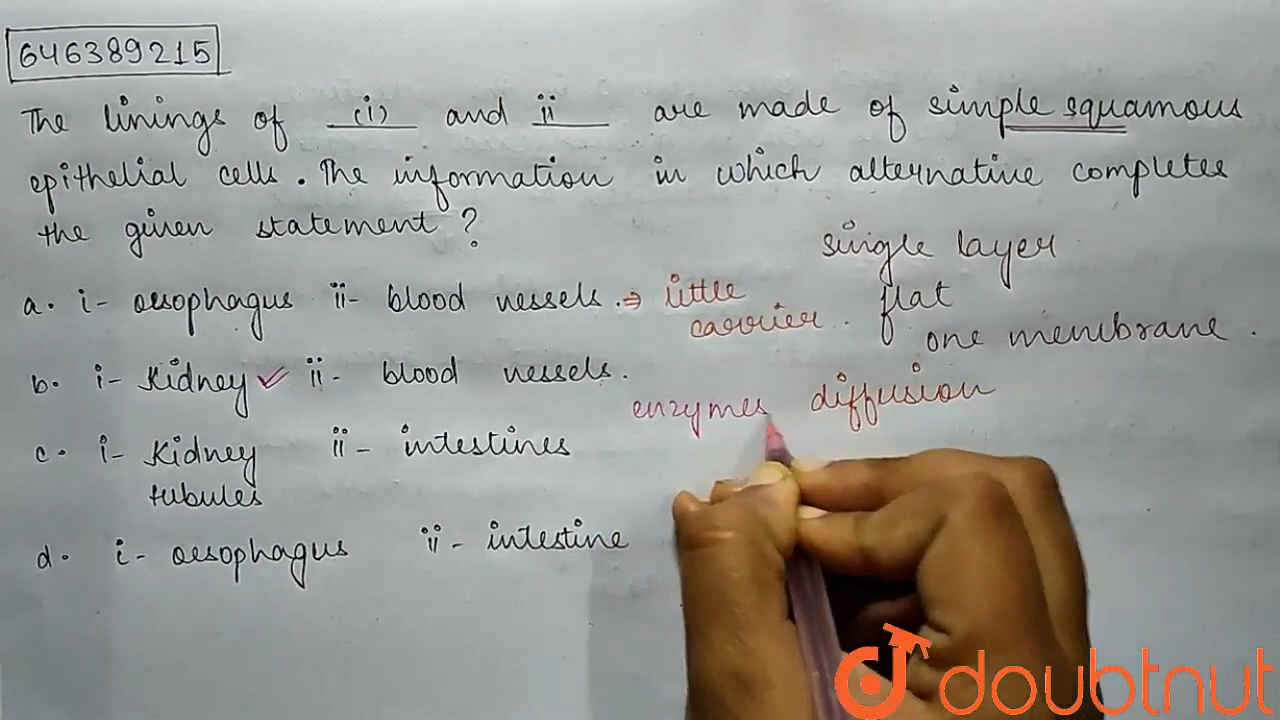 646389215
The linings of (i) and ii are made of simple squamous
epithelial cells. The information in which alternative completes
the given statement ?
single layer
a. i- oesophagus ii- blood vessels. ⇒ little
carrier. flat
one membrane.
b. i- Kidney ✓ ii- blood vessels.
enzymes diffusion
c. i- Kidney ii- intestines
tubules
d. i- oesophagus ii- intestine
doubtnut